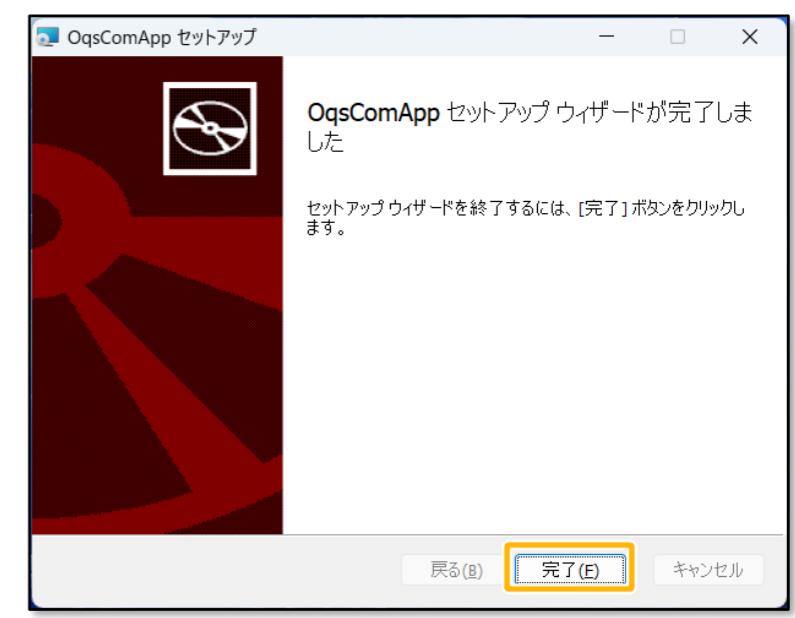 OqsComApp セットアップ
OqsComApp セットアップ ウィザードが完了しま
した
セットアップ ウィザードを終了するには、[完了] ボタンをクリックし
ます。
戻る(B) 完了(F) キャンセル